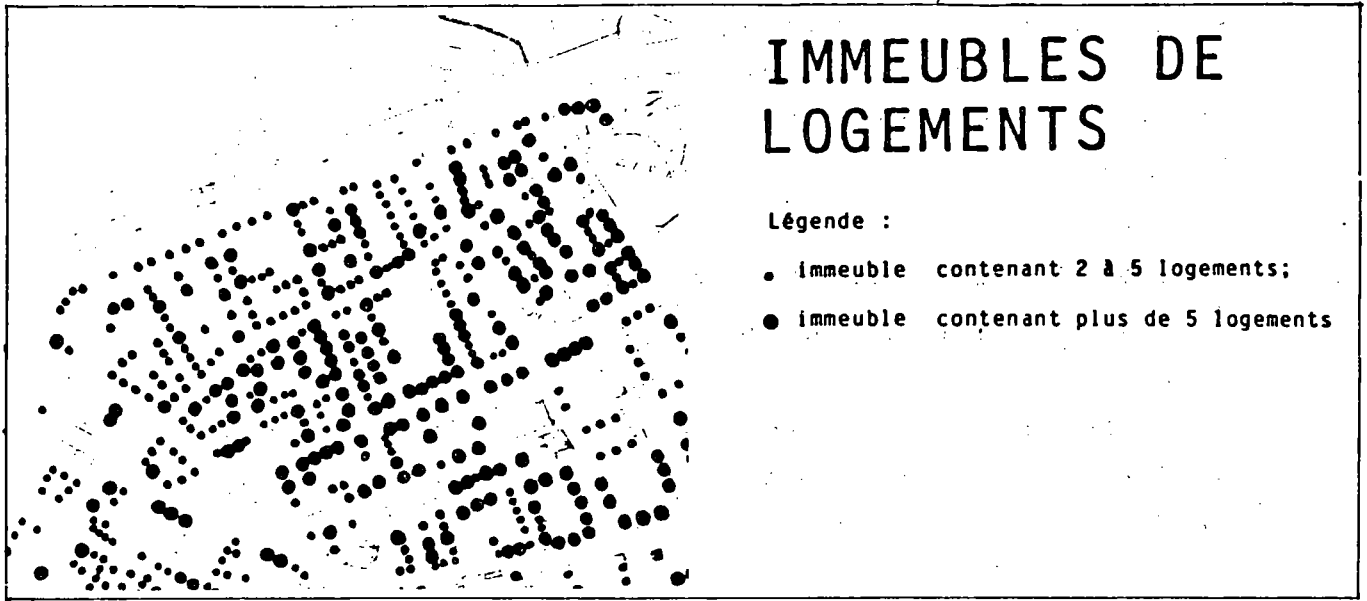 IMMEUBLES DE
LOGEMENTS
Légende :
immeuble contenant 2 à 5 logements;
immeuble contenant plus de 5 logements